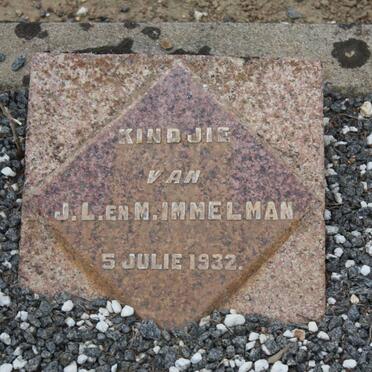 KINDJIE
VAN
J.L. EN M. IMMELMAN
5 JULIE 1932.